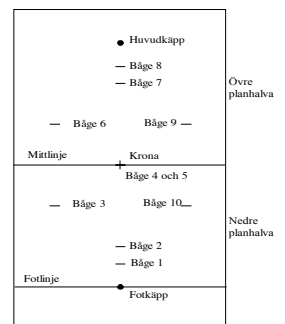 Huvudkäpp
Båge 8
Båge 7
Övre
planhalva
Båge 6
Båge 9
Mittlinje
Krona
Båge 4 och 5
Båge 3
Båge 10
Nedre
planhalva
Båge 2
Båge 1
Fotlinje
Fotkäpp